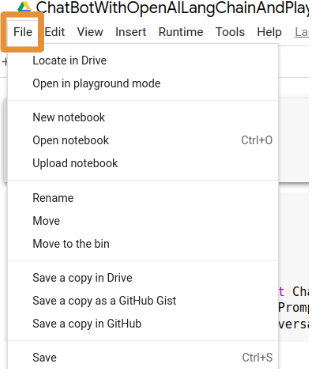 ChatBotWithOpenAILangChainAndPlay
File Edit View Insert Runtime Tools Help La
Locate in Drive
Open in playground mode
New notebook
Open notebook Ctrl+O
Upload notebook
Rename
Move
Move to the bin
Save a copy in Drive
Save a copy as a GitHub Gist
t Cha
Save a copy in GitHub
Promp
versa
Save Ctrl+S